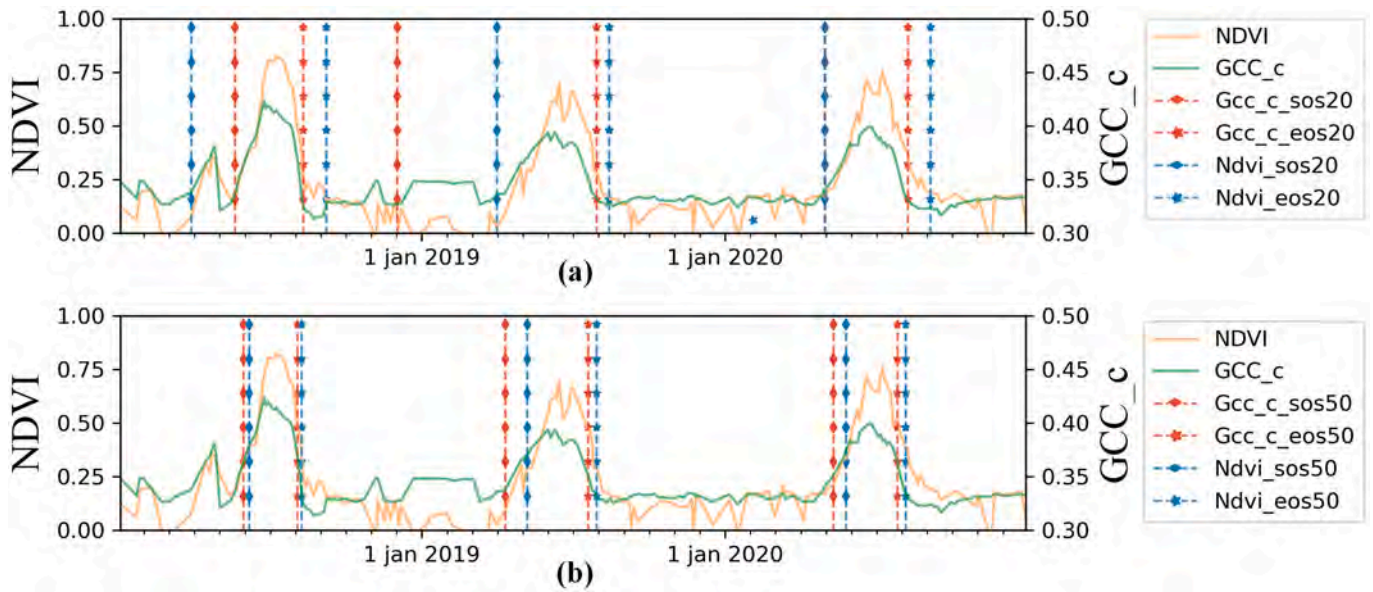 1.00
0.75
0.50
0.25
0.00
NDVI
0.50
0.45
0.40
0.35
0.30
GCC_c
1 jan 2019
1 jan 2020
(a)
NDVI
GCC_c
Gcc_c_sos20
Gcc_c_eos20
Ndvi_sos20
Ndvi_eos20
1.00
0.75
0.50
0.25
0.00
NDVI
0.50
0.45
0.40
0.35
0.30
GCC_c
1 jan 2019
1 jan 2020
(b)
NDVI
GCC_c
Gcc_c_sos50
Gcc_c_eos50
Ndvi_sos50
Ndvi_eos50